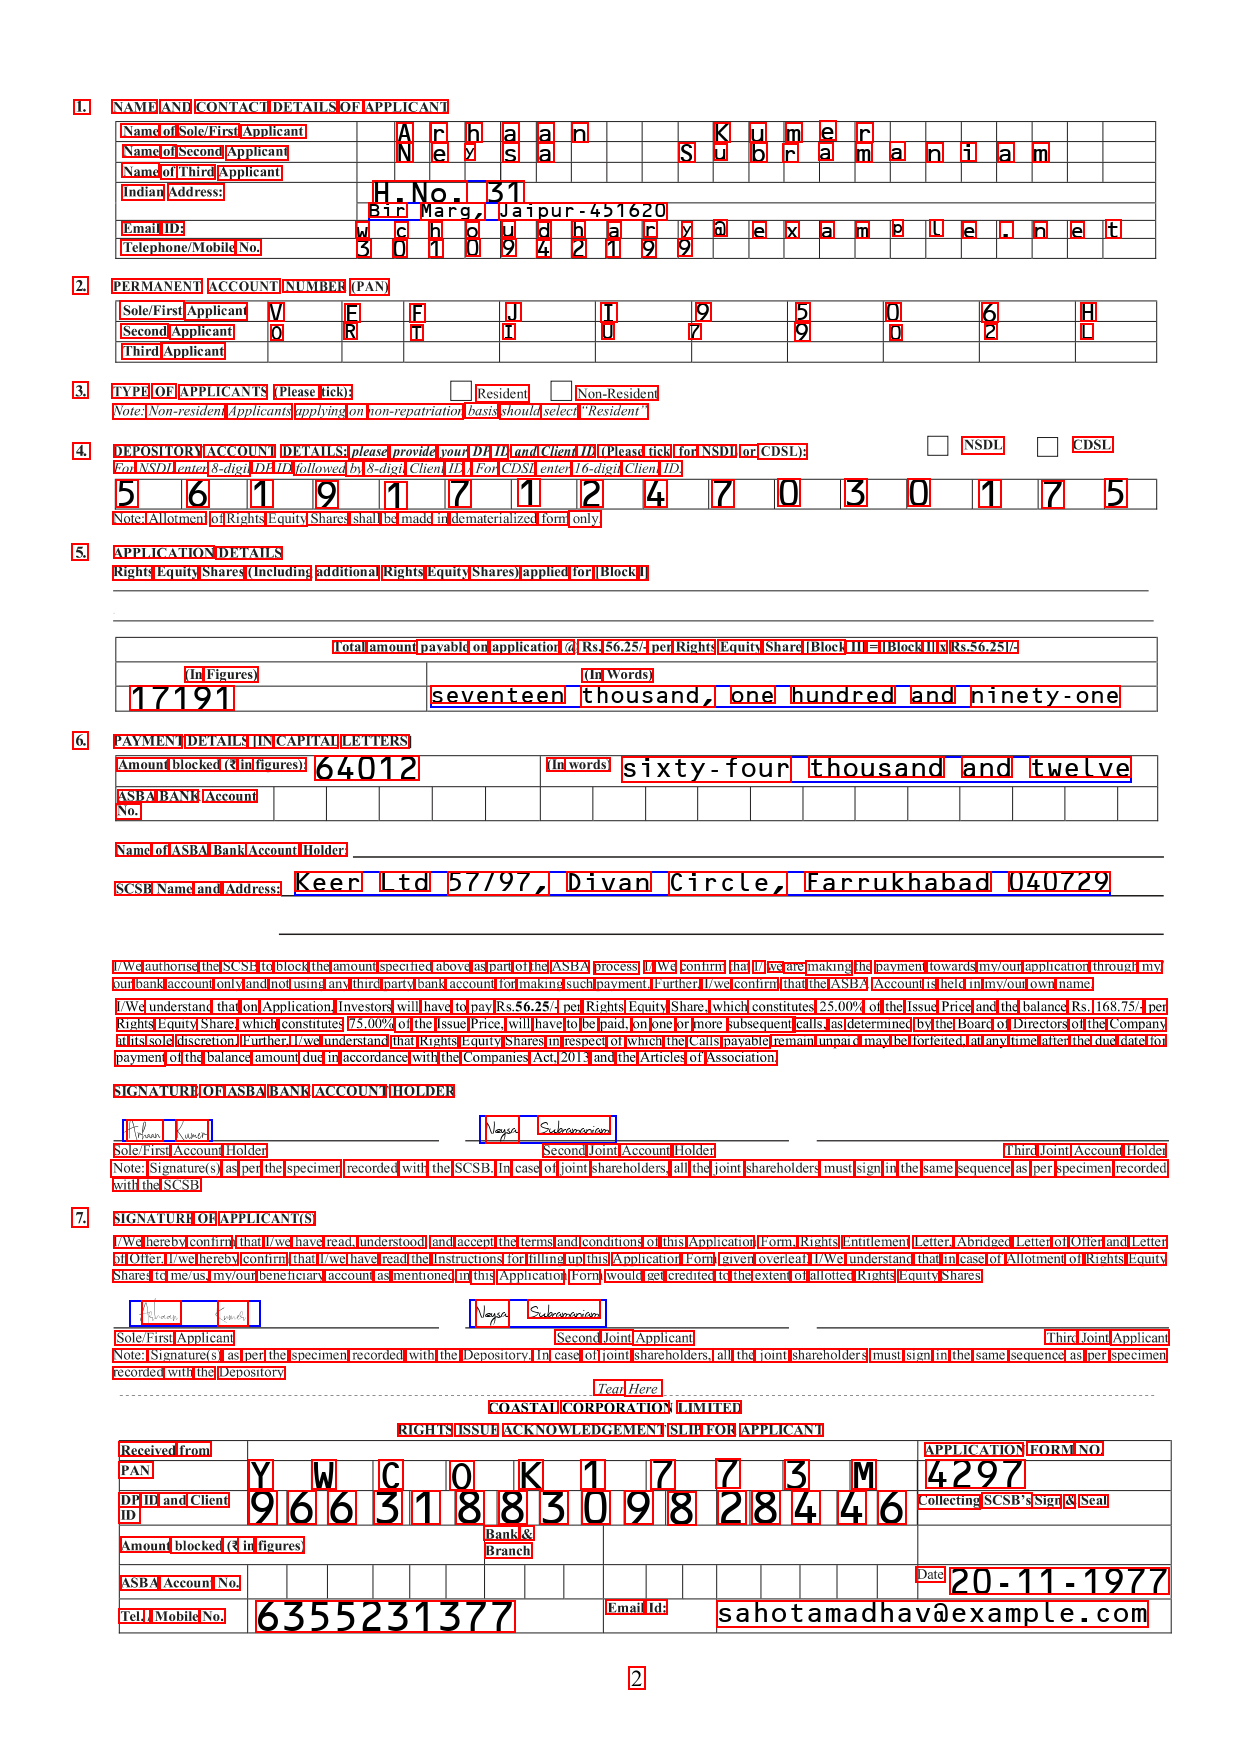 1. NAME AND CONTACT DETAILS OF APPLICANT
Name of Sole/First Applicant Arhaan Kumer
Name of Second Applicant Neysa Subramaniam
Name of Third Applicant
Indian Address: H.No. 31
Bir Marg, Jaipur-451620
Email ID: wchoudhary@example.net
Telephone/Mobile No. 3010942199
2. PERMANENT ACCOUNT NUMBER (PAN)
Sole/First Applicant V E F J I 9 5 0 6 H
Second Applicant O R T I U 7 9 0 2 L
Third Applicant
3. TYPE OF APPLICANTS (Please tick): Resident Non-Resident
Note: Non-resident Applicants applying on non-repatriation basis should select "Resident"
4. DEPOSITORY ACCOUNT DETAILS: please provide your DP ID and Client ID (Please tick for NSDL or CDSL): NSDL CDSL
For NSDL enter 8-digit DP ID followed by 8-digit Client ID / For CDSL enter 16-digit Client ID.
5 6 1 9 1 7 1 2 4 7 0 3 0 1 7 5
Note: Allotment of Rights Equity Shares shall be made in dematerialized form only.
5. APPLICATION DETAILS
Rights Equity Shares (Including additional Rights Equity Shares) applied for [Block I]
Total amount payable on application @ Rs. 56.25/- per Rights Equity Share [Block II] = [Block I] x Rs.56.25]/-
(In Figures) (In Words)
17191 seventeen thousand, one hundred and ninety-one
6. PAYMENT DETAILS [IN CAPITAL LETTERS]
Amount blocked (₹ in figures): 64012 (In words) sixty-four thousand and twelve
ASBA BANK Account
No.
Name of ASBA Bank Account Holder:
SCSB Name and Address: Keer Ltd 57/97, Divan Circle, Farrukhabad 040729
I/We authorise the SCSB to block the amount specified above as part of the ASBA process. I/ We confirm that I/ we are making the payment towards my/our application through my/
our bank account only and not using any third party bank account for making such payment. Further, I/we confirm that the ASBA Account is held in my/our own name.
I/We understand that on Application, Investors will have to pay Rs.56.25/- per Rights Equity Share, which constitutes 25.00% of the Issue Price and the balance Rs. 168.75/- per
Rights Equity Share, which constitutes 75.00% of the Issue Price, will have to be paid, on one or more subsequent calls, as determined by the Board of Directors of the Company
at its sole discretion. Further, I/we understand that Rights Equity Shares in respect of which the Calls payable remain unpaid may be forfeited, at any time after the due date for
payment of the balance amount due in accordance with the Companies Act, 2013 and the Articles of Association.
SIGNATURE OF ASBA BANK ACCOUNT HOLDER
Arhaan Kumer Neysa Subramaniam
Sole/First Account Holder Second Joint Account Holder Third Joint Account Holder
Note: Signature(s) as per the specimen recorded with the SCSB. In case of joint shareholders, all the joint shareholders must sign in the same sequence as per specimen recorded
with the SCSB
7. SIGNATURE OF APPLICANT(S)
I/We hereby confirm that I/we have read, understood and accept the terms and conditions of this Application Form, Rights Entitlement Letter, Abridged Letter of Offer and Letter
of Offer. I/we hereby confirm that I/we have read the Instructions for filling up this Application Form given overleaf. I/We understand that in case of Allotment of Rights Equity
Shares to me/us, my/our beneficiary account as mentioned in this Application Form would get credited to the extent of allotted Rights Equity Shares
Arhaan Kumer Neysa Subramaniam
Sole/First Applicant Second Joint Applicant Third Joint Applicant
Note: Signature(s) as per the specimen recorded with the Depository. In case of joint shareholders, all the joint shareholders must sign in the same sequence as per specimen
recorded with the Depository
Tear Here
COASTAL CORPORATION LIMITED
RIGHTS ISSUE ACKNOWLEDGEMENT SLIP FOR APPLICANT
Received from APPLICATION FORM NO.
PAN Y W C O K 1 7 7 3 M 4297
DP ID and Client
ID 9663188309828446 Collecting SCSB's Sign & Seal
Amount blocked (₹ in figures) Bank &
Branch
ASBA Account No. Date 20-11-1977
Tel./ Mobile No. 6355231377 Email Id: sahotamadhav@example.com
2